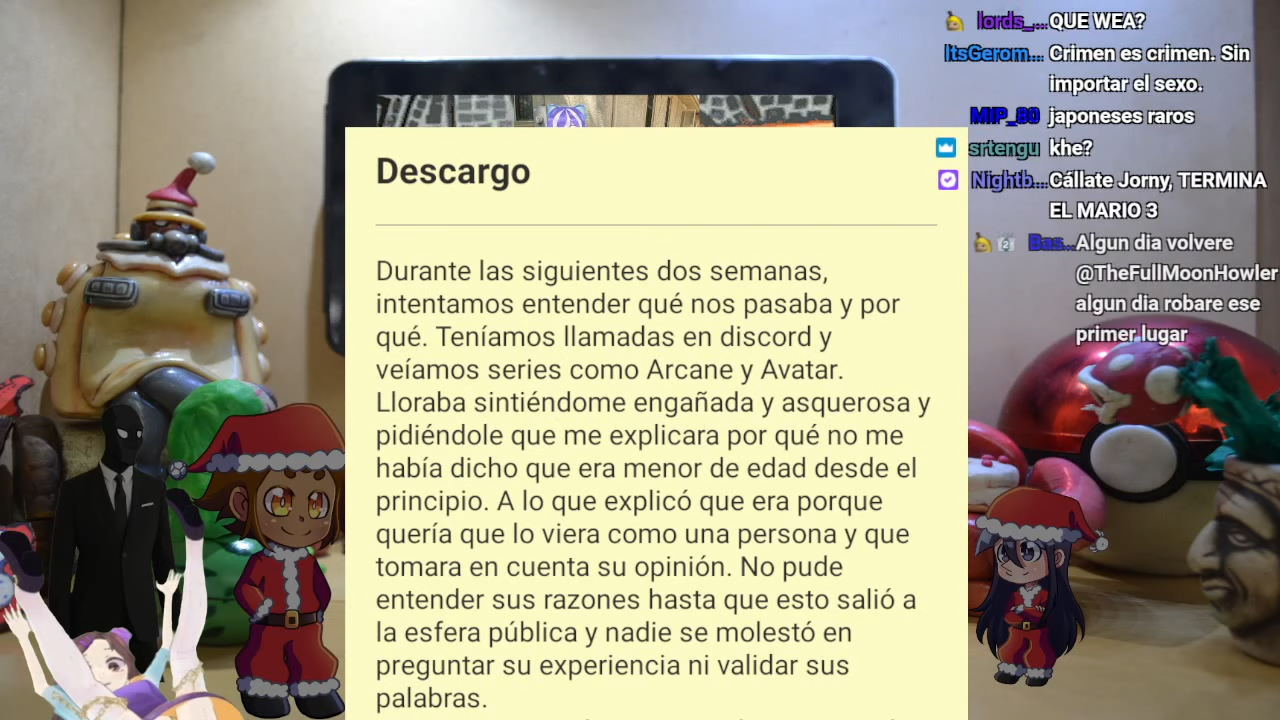 Descargo
Durante las siguientes dos semanas,
intentamos entender qué nos pasaba y por
qué. Teníamos llamadas en discord y
veíamos series como Arcane y Avatar.
Lloraba sintiéndome engañada y asquerosa y
pidiéndole que me explicara por qué no me
había dicho que era menor de edad desde el
principio. A lo que explicó que era porque
quería que lo viera como una persona y que
tomara en cuenta su opinión. No pude
entender sus razones hasta que esto salió a
la esfera pública y nadie se molestó en
preguntar su experiencia ni validar sus
palabras.
lords_... QUE WEA?
ItsGerom... Crimen es crimen. Sin
importar el sexo.
MIP_80 japoneses raros
srtengu khe?
Nightb... Cállate Jorny, TERMINA
EL MARIO 3
2 Bas... Algun dia volvere
@TheFullMoonHowler
algun dia robare ese
primer lugar